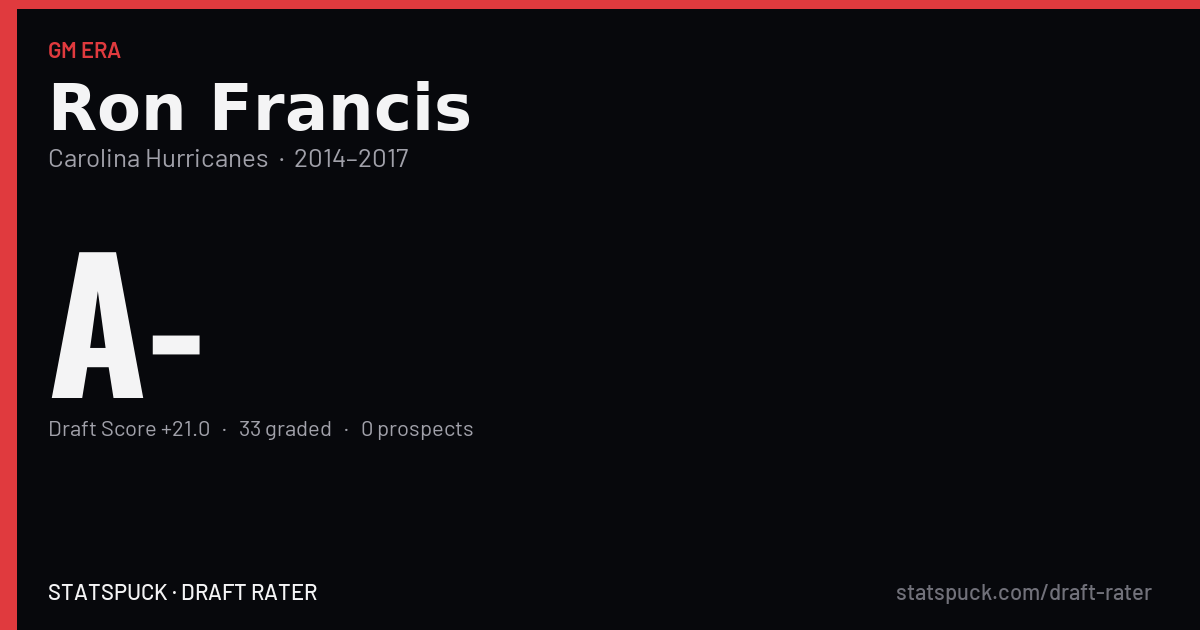 GM ERA
Ron Francis
Carolina Hurricanes · 2014–2017
A-
Draft Score +21.0 · 33 graded · 0 prospects
STATSPUCK · DRAFT RATER
statspuck.com/draft-rater